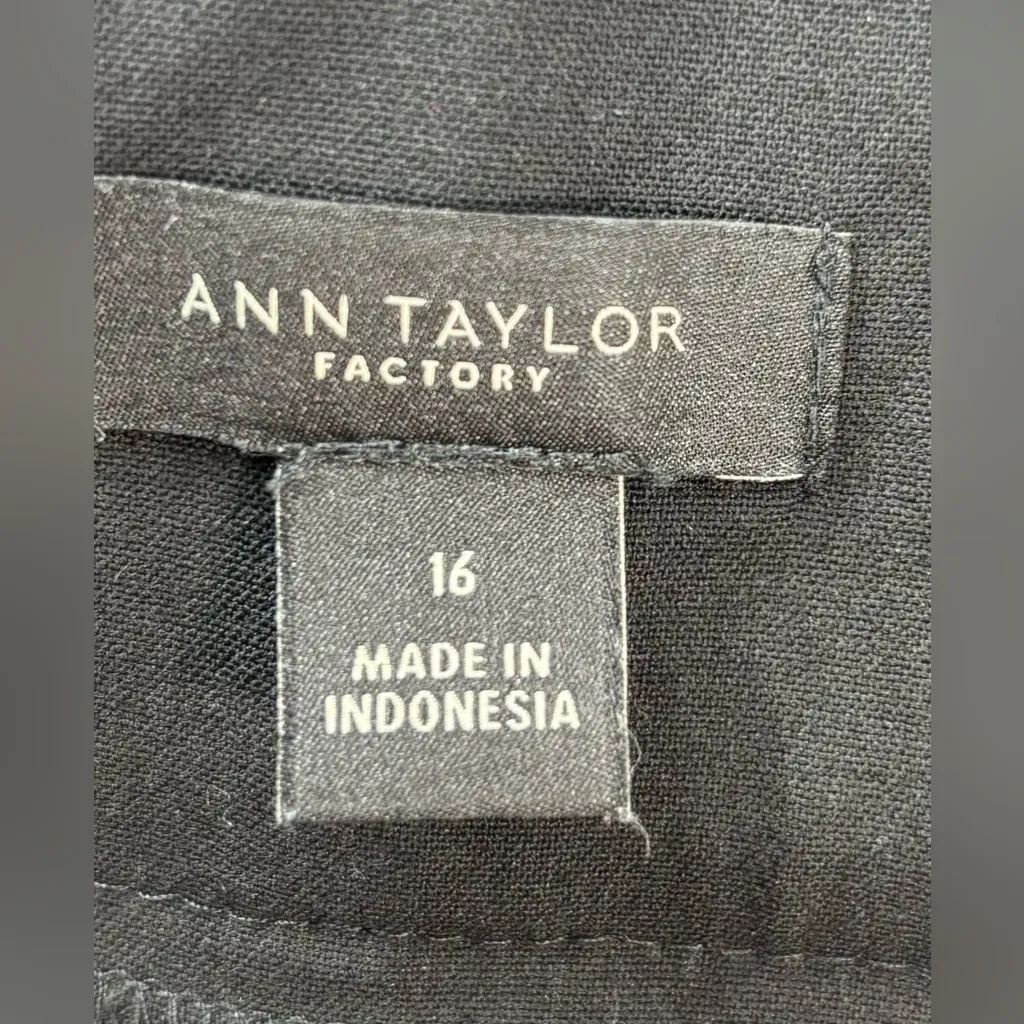 ANN TAYLOR
FACTORY
16
MADE IN
INDONESIA